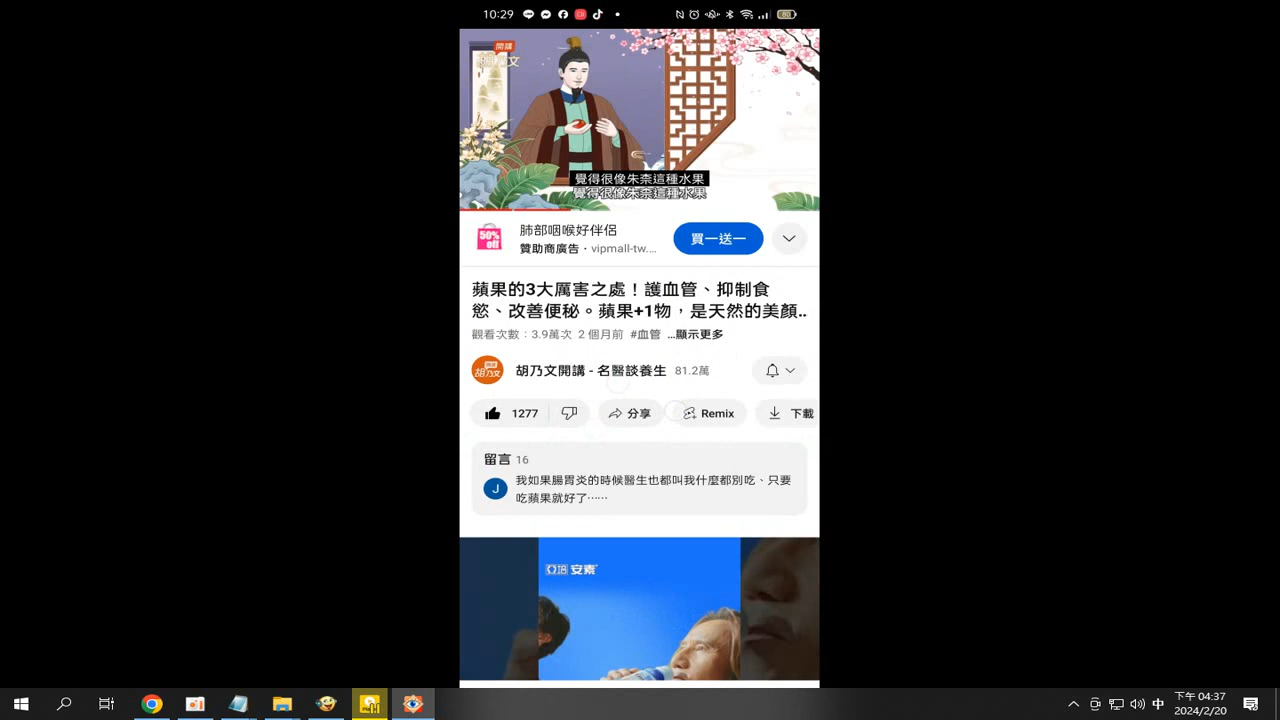 10:29
80
開講
覺得很像朱柰這種水果
覺得很像朱柰這種水果
50%
off
肺部咽喉好伴侶
贊助商廣告・vipmall-tw....
買一送一
蘋果的3大厲害之處！護血管、抑制食
慾、改善便秘。蘋果+1物，是天然的美顏..
觀看次數：3.9萬次 2 個月前 #血管 ...顯示更多
開講
胡乃文
胡乃文開講 - 名醫談養生 81.2萬
1277
分享
Remix
下載
留言 16
J
我如果腸胃炎的時候醫生也都叫我什麼都別吃、只要
吃蘋果就好了⋯⋯
亞培 安素
中
下午 04:37
2024/2/20